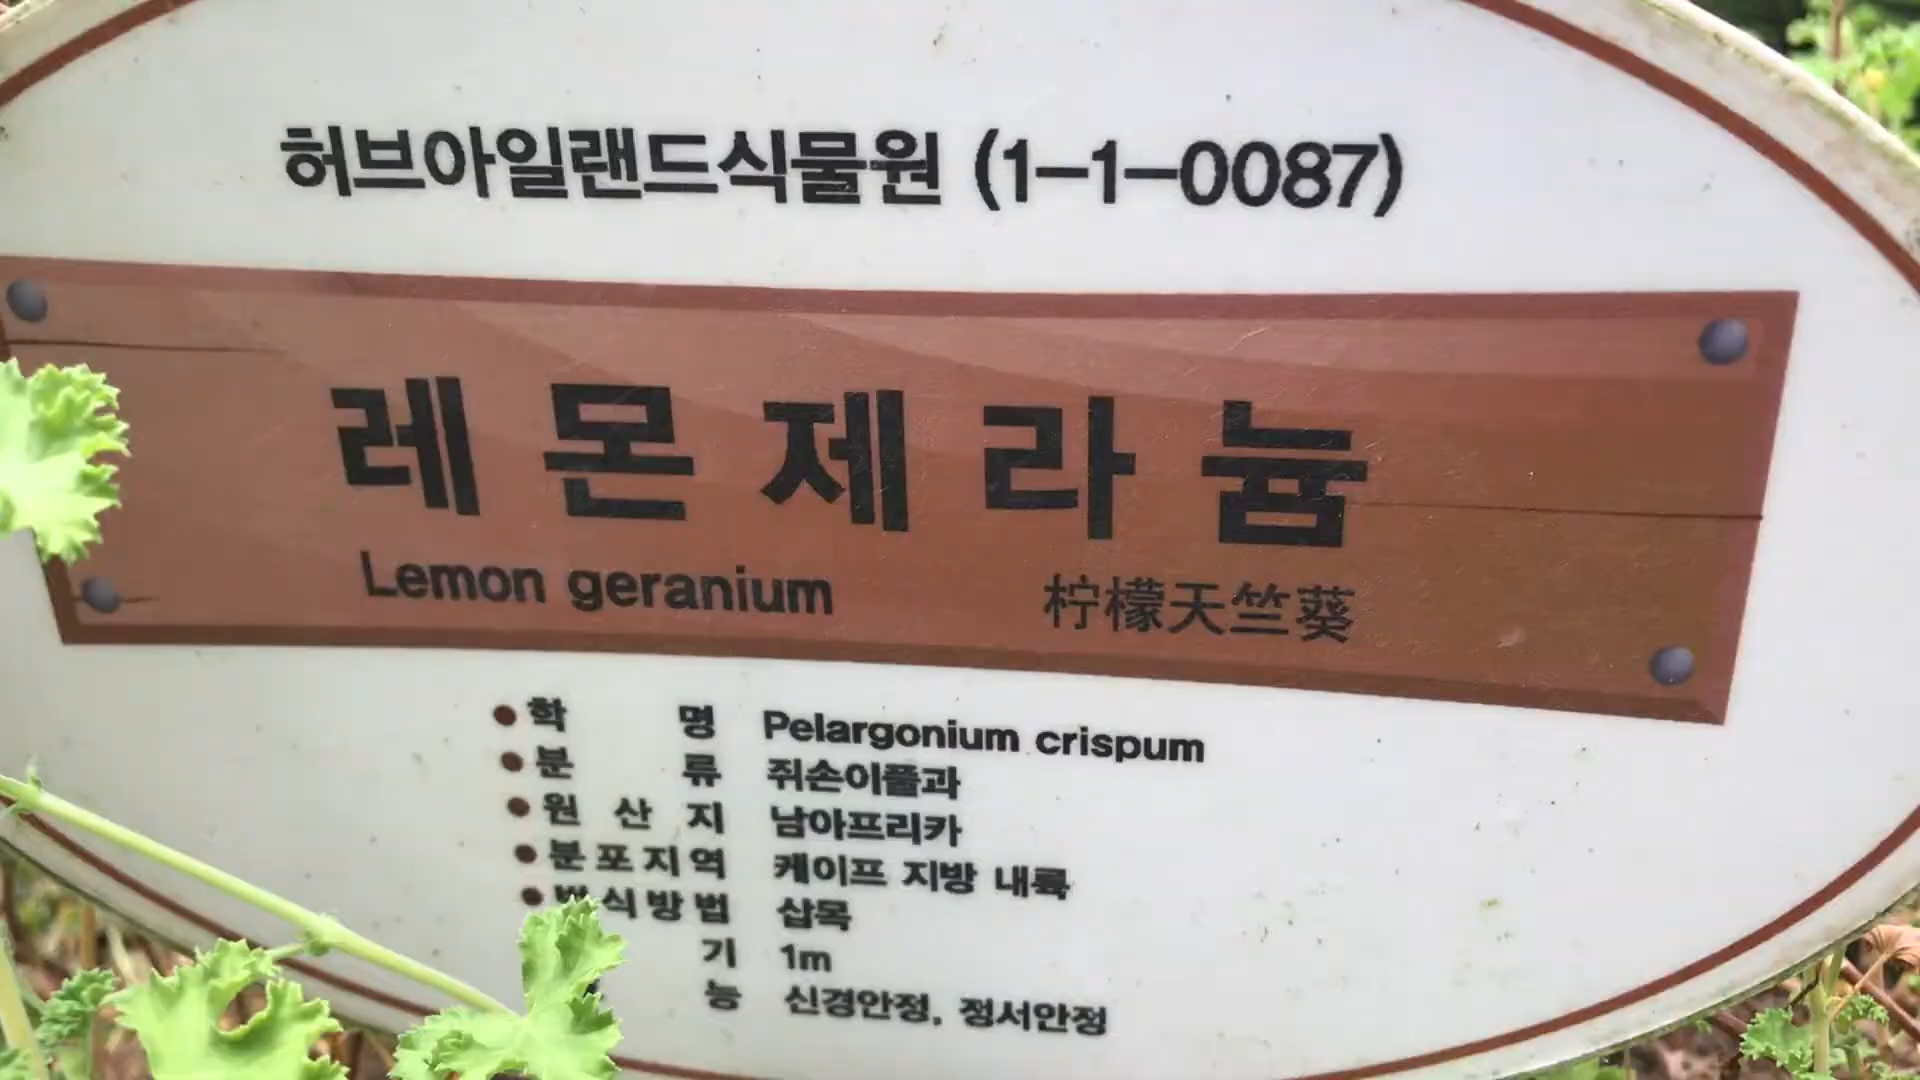 허브아일랜드식물원 (1-1-0087)
레몬제라늄
Lemon geranium 柠檬天竺葵
학 명 Pelargonium crispum
분 류 쥐손이풀과
원 산 지 남아프리카
분포지역 케이프 지방 내륙
식방법 삽목
기 1m
능 신경안정, 정서안정